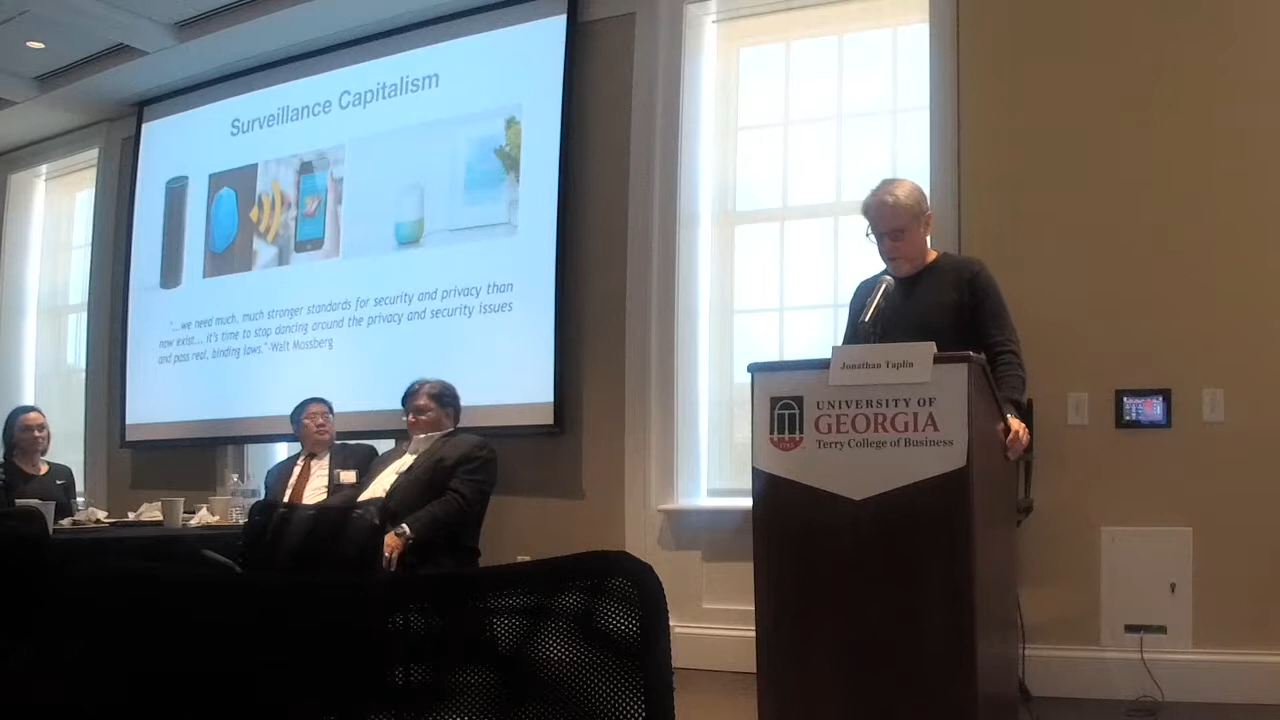 Surveillance Capitalism
"...we need much, much stronger standards for security and privacy than
now exist... it's time to stop dancing around the privacy and security issues
and pass real, binding laws."-Walt Mossberg
Jonathan Taplin
UNIVERSITY OF
GEORGIA
Terry College of Business
1785